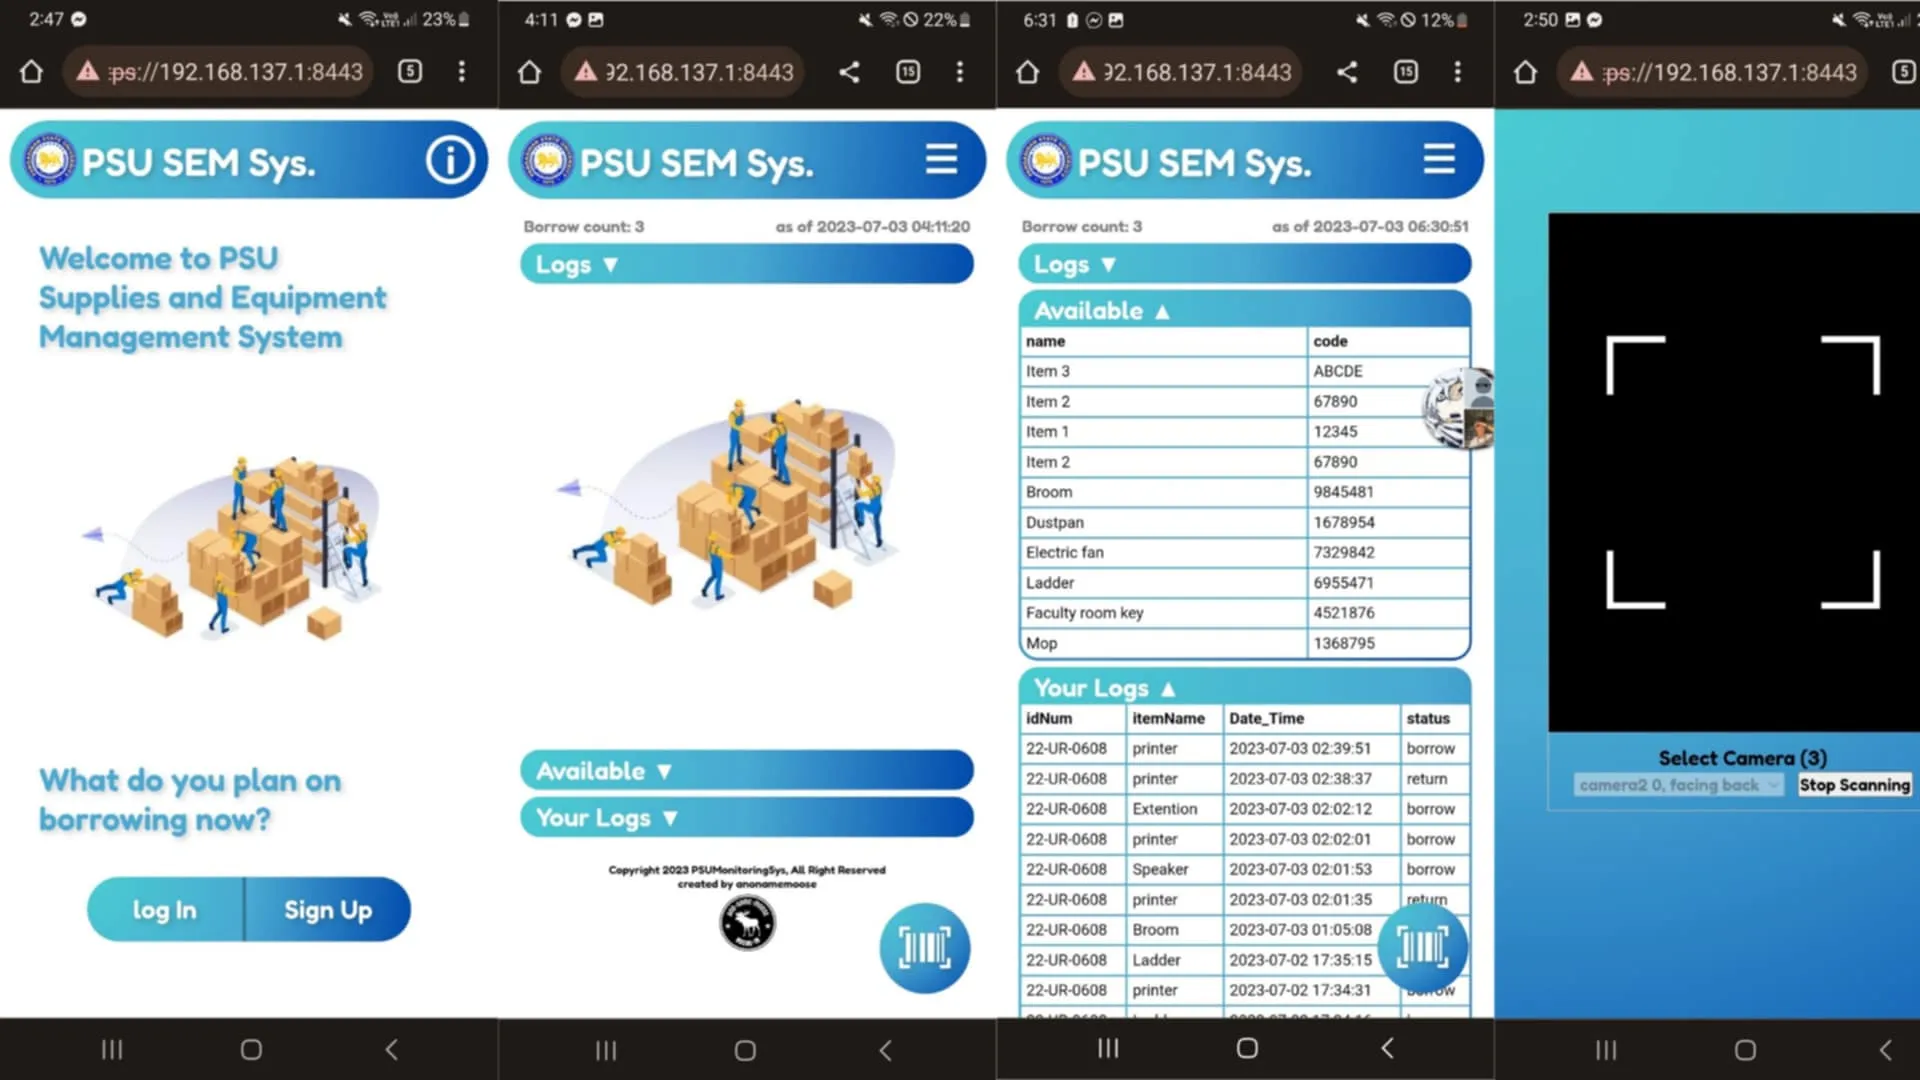 2:47
23%
ps://192.168.137.1:8443
5
PSU SEM Sys.
Welcome to PSU
Supplies and Equipment
Management System
What do you plan on
borrowing now?
log In
Sign Up
4:11
22%
92.168.137.1:8443
15
PSU SEM Sys.
Borrow count: 3
as of 2023-07-03 04:11:20
Logs ▼
Available ▼
Your Logs ▼
Copyright 2023 PSUMonitoringSys, All Right Reserved
created by anonamemoose
6:31
12%
92.168.137.1:8443
15
PSU SEM Sys.
Borrow count: 3
as of 2023-07-03 06:30:51
Logs ▼
Available ▲
name code
Item 3 ABCDE
Item 2 67890
Item 1 12345
Item 2 67890
Broom 9845481
Dustpan 1678954
Electric fan 7329842
Ladder 6955471
Faculty room key 4521876
Mop 1368795
Your Logs ▲
idNum itemName Date_Time status
22-UR-0608 printer 2023-07-03 02:39:51 borrow
22-UR-0608 printer 2023-07-03 02:38:37 return
22-UR-0608 Extention 2023-07-03 02:02:12 borrow
22-UR-0608 printer 2023-07-03 02:02:01 borrow
22-UR-0608 Speaker 2023-07-03 02:01:53 borrow
22-UR-0608 printer 2023-07-03 02:01:35 return
22-UR-0608 Broom 2023-07-03 01:05:08
22-UR-0608 Ladder 2023-07-02 17:35:15
22-UR-0608 printer 2023-07-02 17:34:31 borrow
2:50
ps://192.168.137.1:8443
5
Select Camera (3)
camera2 0, facing back
Stop Scanning